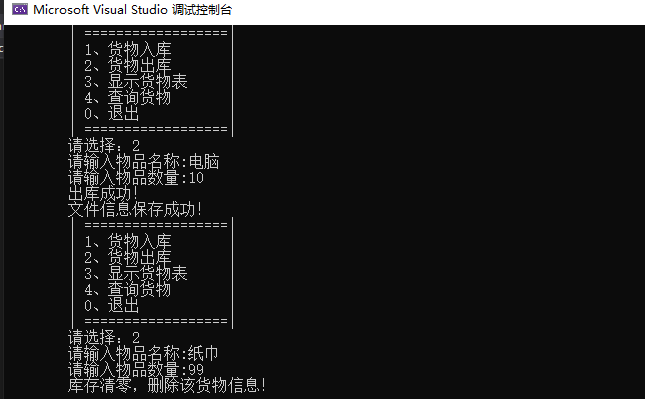 Microsoft Visual Studio 调试控制台
==================
1、货物入库
2、货物出库
3、显示货物表
4、查询货物
0、退出
==================
请选择：2
请输入物品名称:电脑
请输入物品数量:10
出库成功!
文件信息保存成功!
==================
1、货物入库
2、货物出库
3、显示货物表
4、查询货物
0、退出
==================
请选择：2
请输入物品名称:纸巾
请输入物品数量:99
库存清零，删除该货物信息!